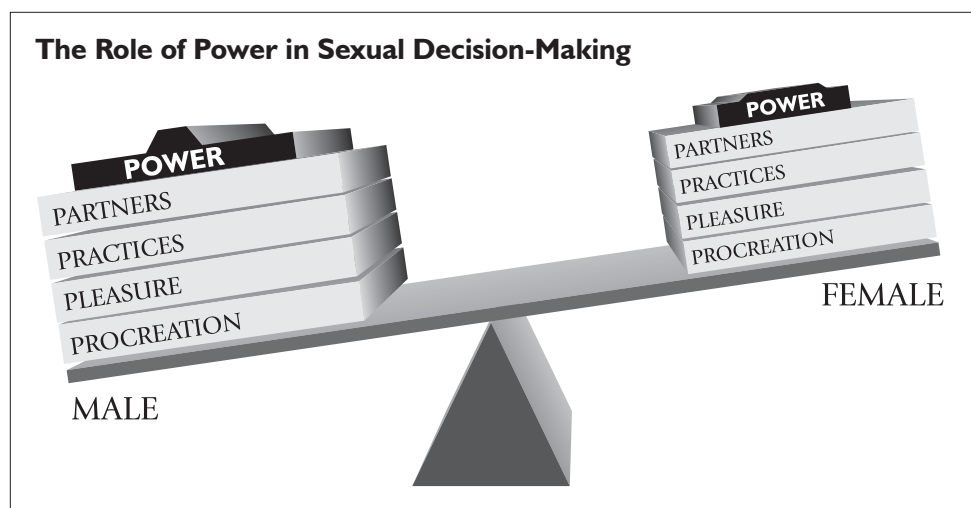 The Role of Power in Sexual Decision-Making
POWER
PARTNERS
PRACTICES
PLEASURE
PROCREATION
MALE
POWER
PARTNERS
PRACTICES
PLEASURE
PROCREATION
FEMALE